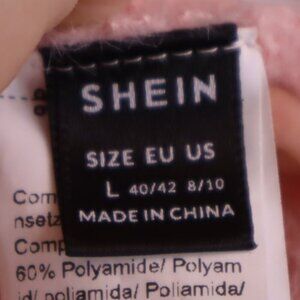 SHEIN
SIZE EU US
L 40/42 8/10
MADE IN CHINA
Com
nsetz
Comp
60% Polyamide/ Polyam
id/ poliamida/ Poliamida/